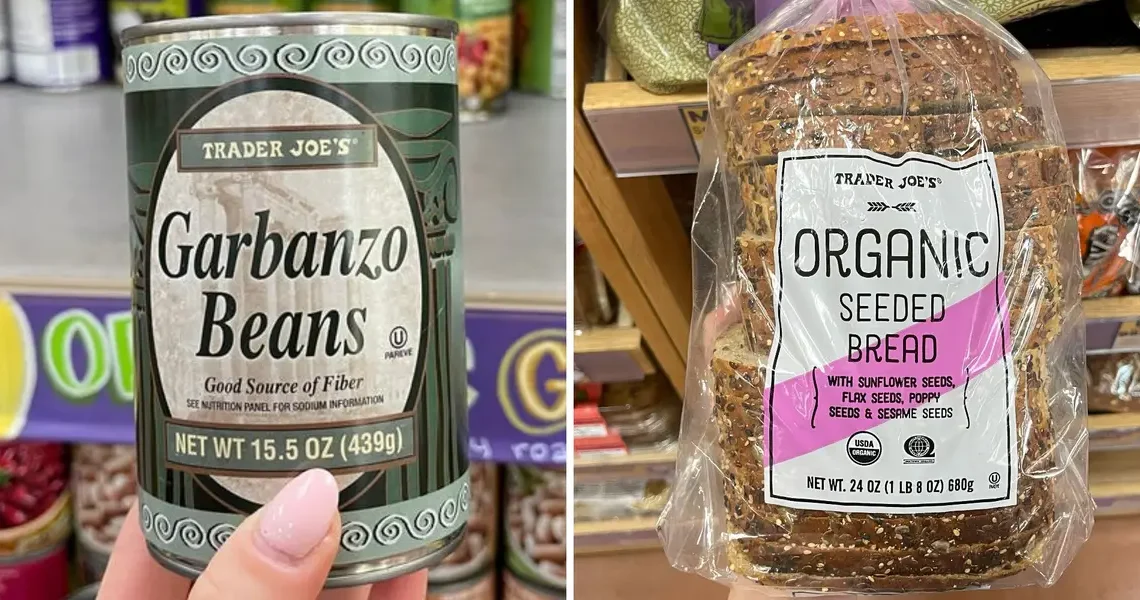 TRADER JOE'S
Garbanzo
Beans
U
PAREVE
Good Source of Fiber
SEE NUTRITION PANEL FOR SODIUM INFORMATION
NET WT 15.5 OZ (439g)
TRADER JOE'S®
ORGANIC
SEEDED
BREAD
WITH SUNFLOWER SEEDS,
FLAX SEEDS, POPPY
SEEDS & SESAME SEEDS
USDA
ORGANIC
NET WT. 24 OZ (1 LB 8 OZ) 680g
U